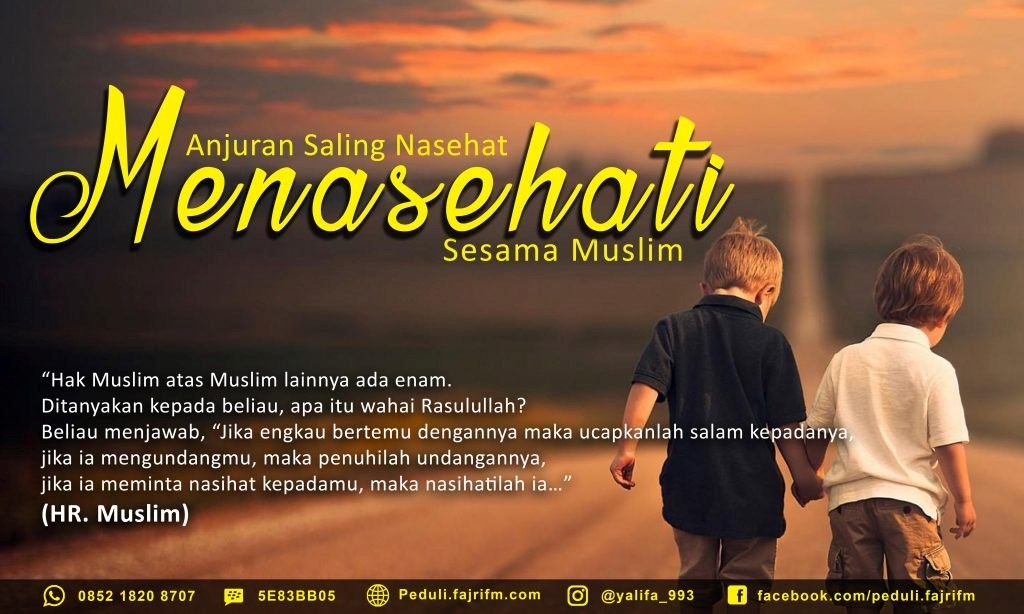 Anjuran Saling Nasehat
Menasehati
Sesama Muslim
“Hak Muslim atas Muslim lainnya ada enam.
Ditanyakan kepada beliau, apa itu wahai Rasulullah?
Beliau menjawab, “Jika engkau bertemu dengannya maka ucapkanlah salam kepadanya,
jika ia mengundangmu, maka penuhilah undangannya,
jika ia meminta nasihat kepadamu, maka nasihatilah ia...”
(HR. Muslim)
0852 1820 8707 5E83BB05 Peduli.fajrifm.com @yalifa_993 facebook.com/peduli.fajrifm